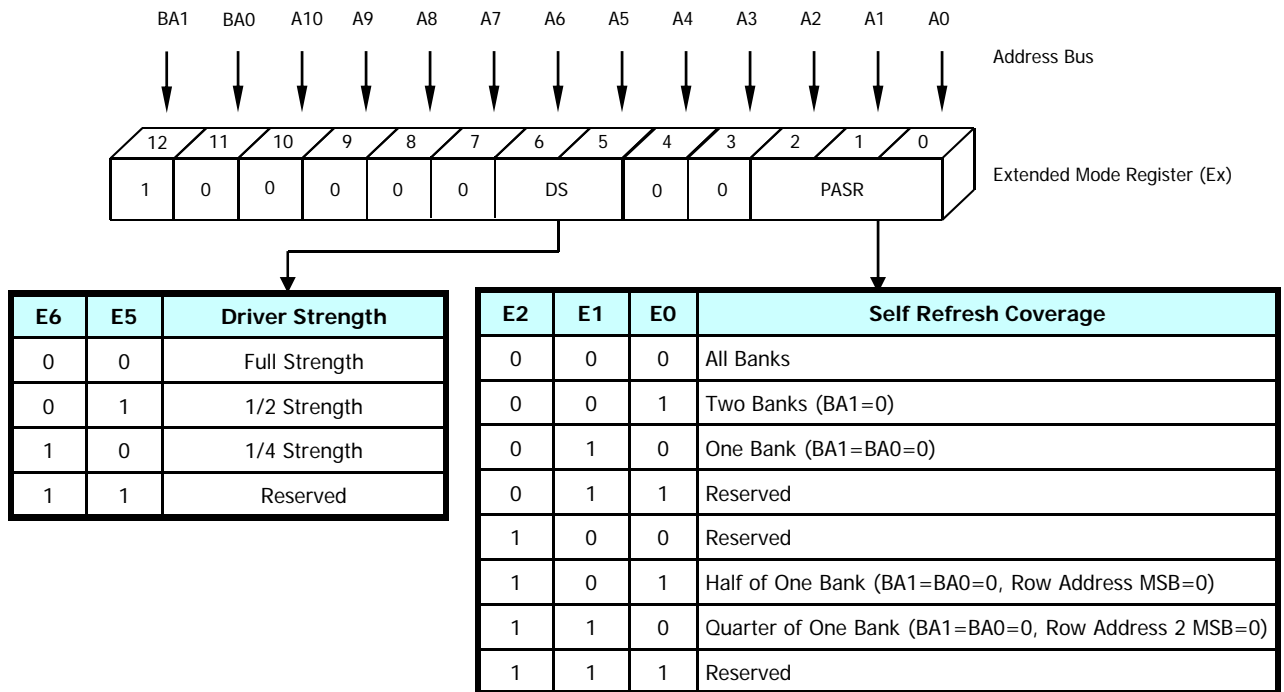 BA1 BA0 A10 A9 A8 A7 A6 A5 A4 A3 A2 A1 A0
Address Bus
12 11 10 9 8 7 6 5 4 3 2 1 0
1 0 0 0 0 0 DS 0 0 PASR
Extended Mode Register (Ex)
E6 E5 Driver Strength
0 0 Full Strength
0 1 1/2 Strength
1 0 1/4 Strength
1 1 Reserved
E2 E1 E0 Self Refresh Coverage
0 0 0 All Banks
0 0 1 Two Banks (BA1=0)
0 1 0 One Bank (BA1=BA0=0)
0 1 1 Reserved
1 0 0 Reserved
1 0 1 Half of One Bank (BA1=BA0=0, Row Address MSB=0)
1 1 0 Quarter of One Bank (BA1=BA0=0, Row Address 2 MSB=0)
1 1 1 Reserved